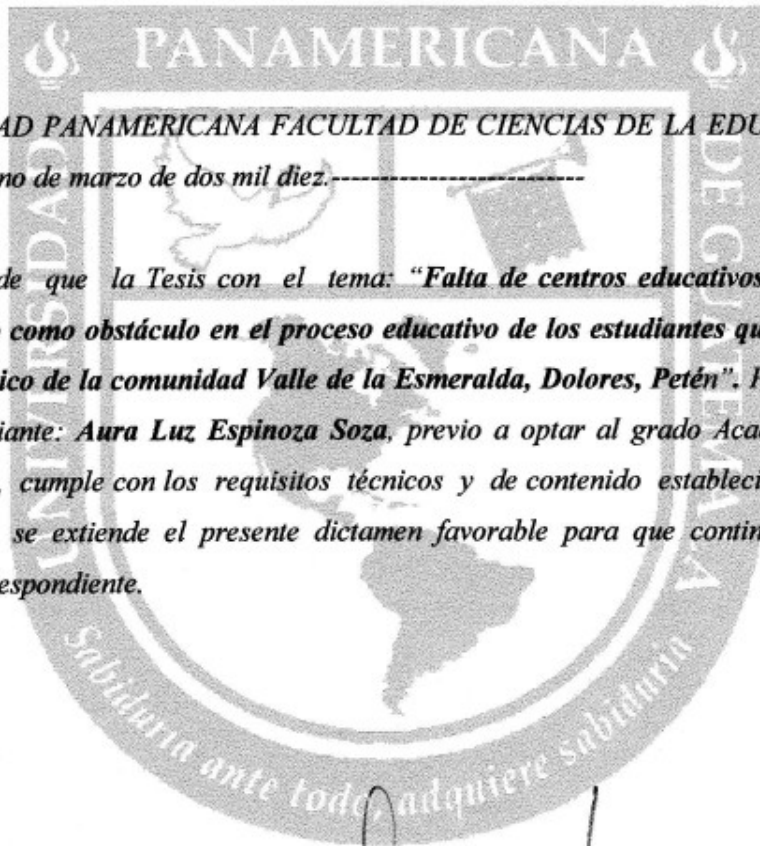 PANAMERICANA
UNIVERSIDAD
DE GUATEMALA
AD PANAMERICANA FACULTAD DE CIENCIAS DE LA EDU
no de marzo de dos mil diez.--------------------------
de que la Tesis con el tema: “Falta de centros educativos
como obstáculo en el proceso educativo de los estudiantes qu
ico de la comunidad Valle de la Esmeralda, Dolores, Petén”.
iante: Aura Luz Espinoza Soza, previo a optar al grado Aca
, cumple con los requisitos técnicos y de contenido estableci
se extiende el presente dictamen favorable para que contin
espondiente.
Sabiduría ante todo, adquiere sabiduría